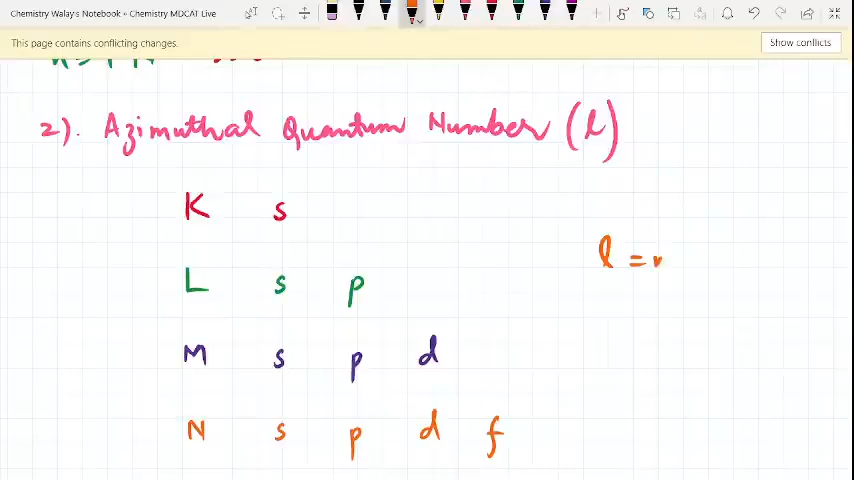 Chemistry Walay's Notebook » Chemistry MDCAT Live
This page contains conflicting changes.
Show conflicts
2). Azimuthal Quantum Number (l)
K s
l =
L s p
M s p d
N s p d f